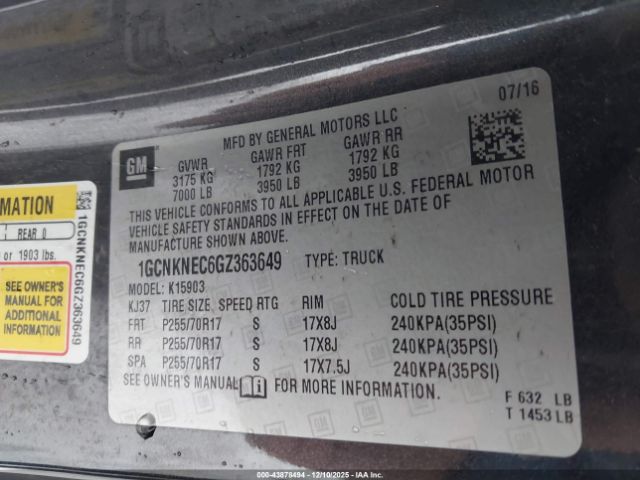 07/16
MFD BY GENERAL MOTORS LLC
GM
GVWR GAWR FRT GAWR RR
3175 KG 1792 KG 1792 KG
7000 LB 3950 LB 3950 LB
THIS VEHICLE CONFORMS TO ALL APPLICABLE U.S. FEDERAL MOTOR
VEHICLE SAFETY STANDARDS IN EFFECT ON THE DATE OF
MANUFACTURE SHOWN ABOVE.
1GCNKNEC6GZ363649 TYPE: TRUCK
MODEL: K15903
KJ37 TIRE SIZE SPEED RTG RIM COLD TIRE PRESSURE
FRT P255/70R17 S 17X8J 240KPA(35PSI)
RR P255/70R17 S 17X8J 240KPA(35PSI)
SPA P255/70R17 S 17X7.5J 240KPA(35PSI)
SEE OWNER'S MANUAL FOR MORE INFORMATION.
F 632 LB
T 1453 LB
MATION
REAR 0
or 1903 lbs.
SEE OWNER'S
MANUAL FOR
ADDITIONAL
INFORMATION
1GCNKNEC6GZ363649
000-43878494 - 12/10/2025 - IAA Inc.